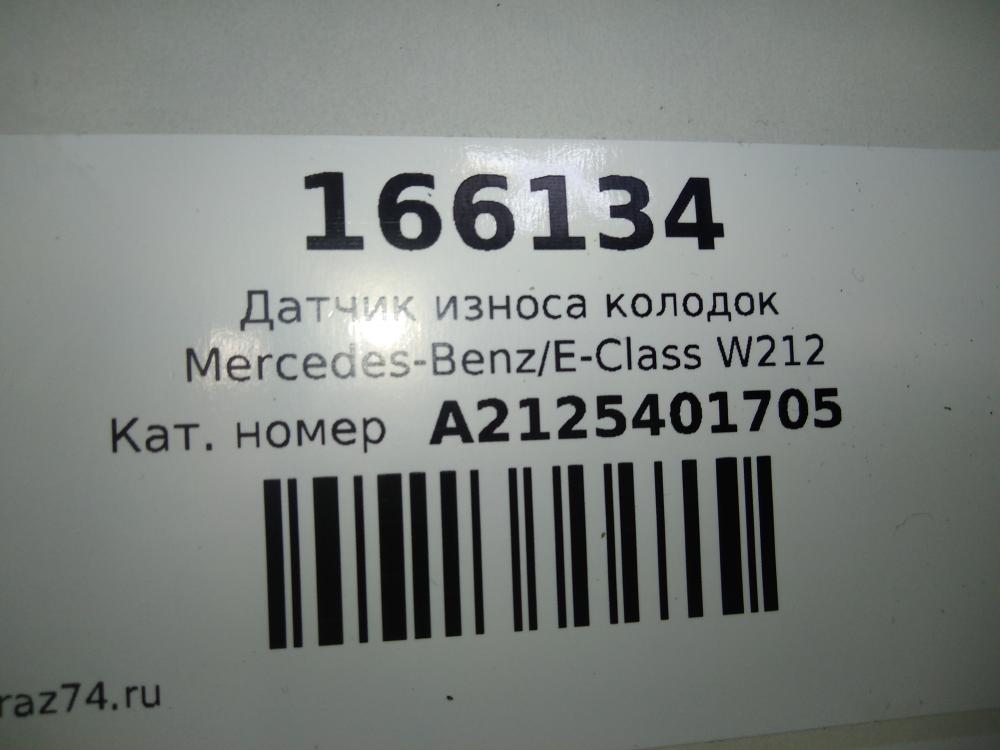 166134
Датчик износа колодок
Mercedes-Benz/E-Class W212
Кат. номер A2125401705
raz74.ru